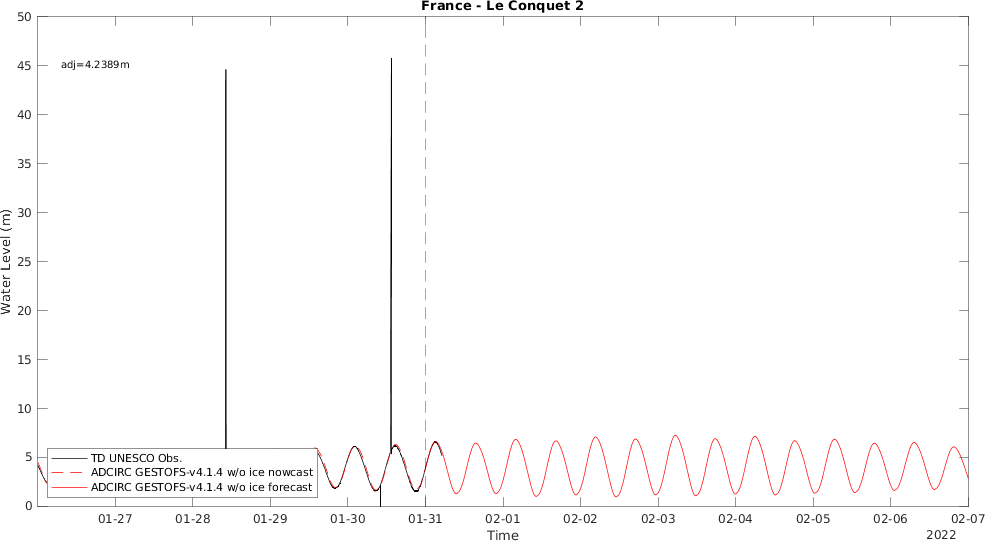 France - Le Conquet 2
50
45
40
35
30
25
20
15
10
5
0
Water Level (m)
adj=4.2389m
TD UNESCO Obs.
ADCIRC GESTOFS-v4.1.4 w/o ice nowcast
ADCIRC GESTOFS-v4.1.4 w/o ice forecast
01-27 01-28 01-29 01-30 01-31 02-01 02-02 02-03 02-04 02-05 02-06 02-07
Time
2022